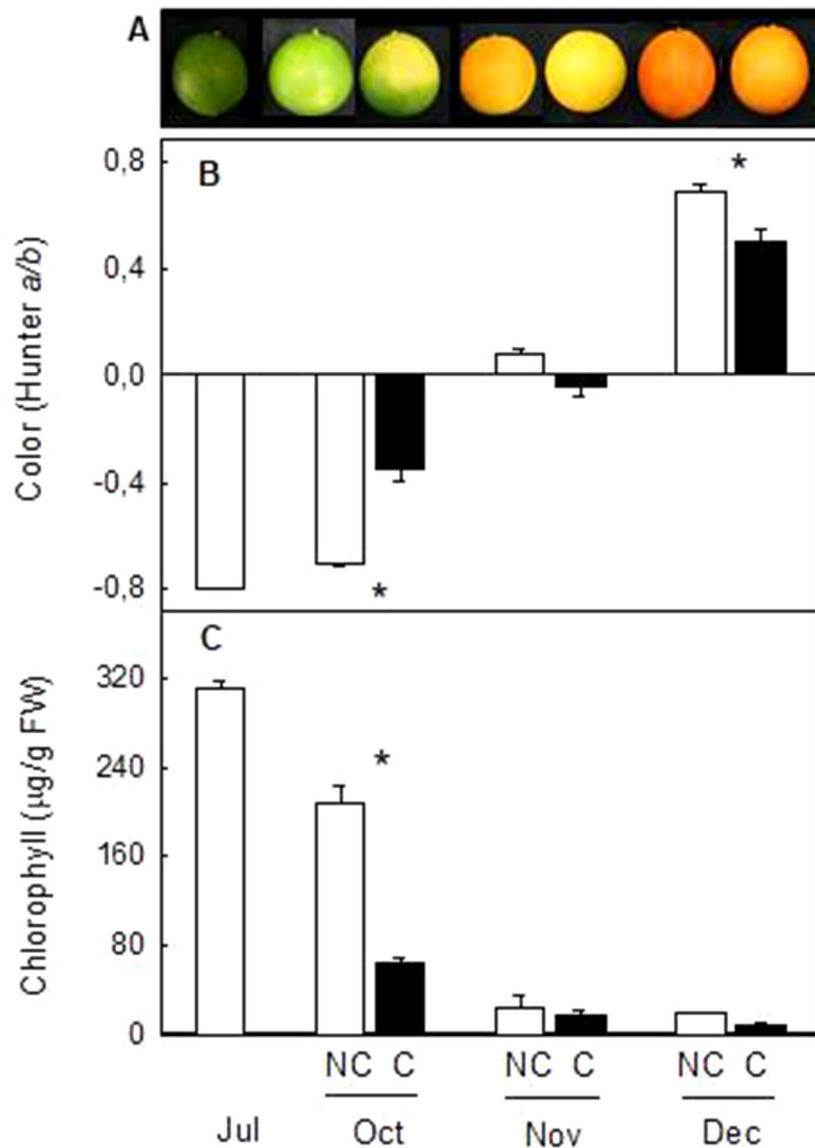 A
B
Color (Hunter a/b)
0,8
0,4
0,0
-0,4
-0,8
*
*
C
Chlorophyll (µg/g FW)
320
240
160
80
0
*
NC C NC C NC C
Jul Oct Nov Dec